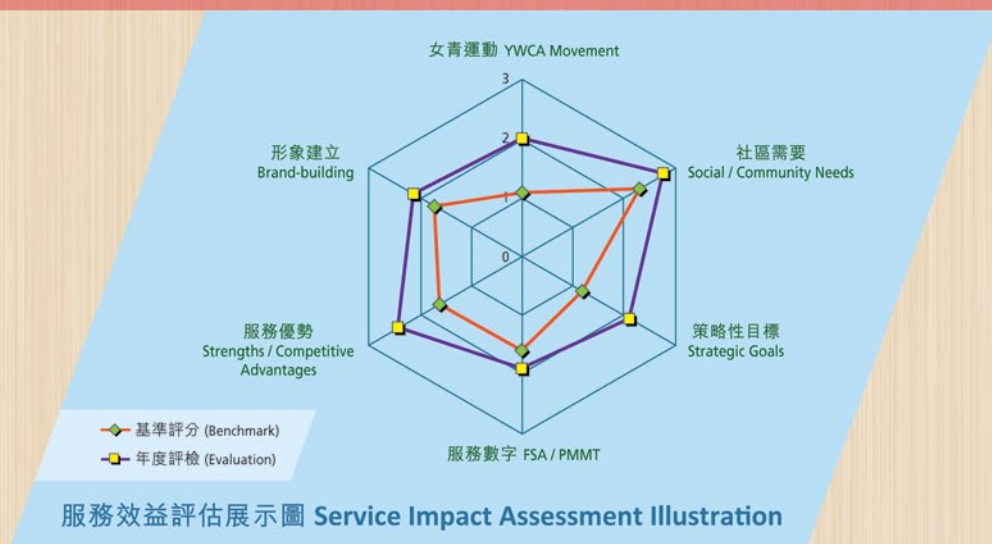 女青運動 YWCA Movement
3
2
1
0
形象建立
Brand-building
社區需要
Social / Community Needs
服務優勢
Strengths / Competitive
Advantages
策略性目標
Strategic Goals
服務數字 FSA / PMMT
基準評分 (Benchmark)
年度評檢 (Evaluation)
服務效益評估展示圖 Service Impact Assessment Illustration